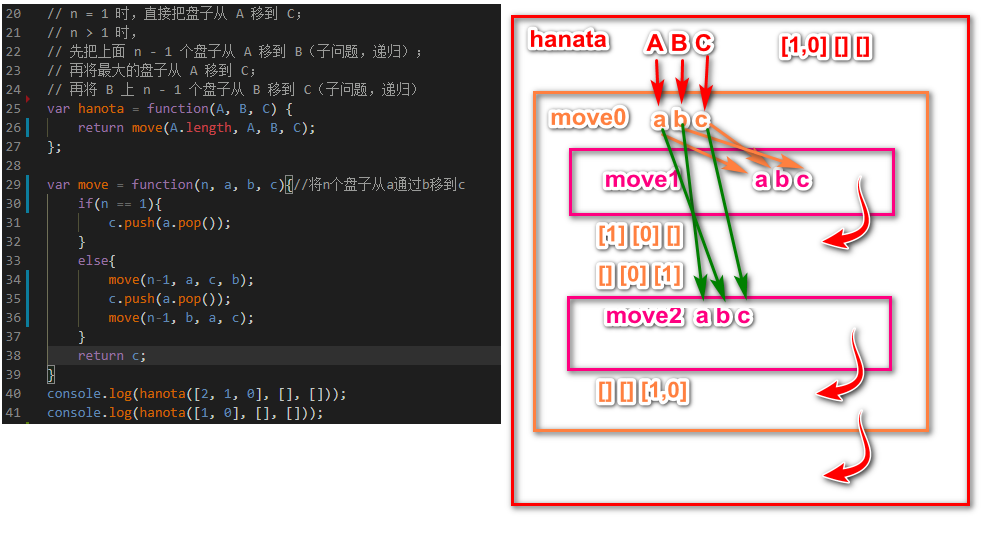 20 // n = 1 时，直接把盘子从 A 移到 C；
21 // n > 1 时，
22 // 先把上面 n - 1 个盘子从 A 移到 B（子问题，递归）；
23 // 再将最大的盘子从 A 移到 C；
24 // 再将 B 上 n - 1 个盘子从 B 移到 C（子问题，递归）
25 var hanota = function(A, B, C) {
26 return move(A.length, A, B, C);
27 };
28
29 var move = function(n, a, b, c){//将n个盘子从a通过b移到c
30 if(n == 1){
31 c.push(a.pop());
32 }
33 else{
34 move(n-1, a, c, b);
35 c.push(a.pop());
36 move(n-1, b, a, c);
37 }
38 return c;
39 }
40 console.log(hanota([2, 1, 0], [], []));
41 console.log(hanota([1, 0], [], []));
hanata A B C [1,0] [] []
move0 a b c
move1 a b c
[1] [0] []
[] [0] [1]
move2 a b c
[] [] [1,0]